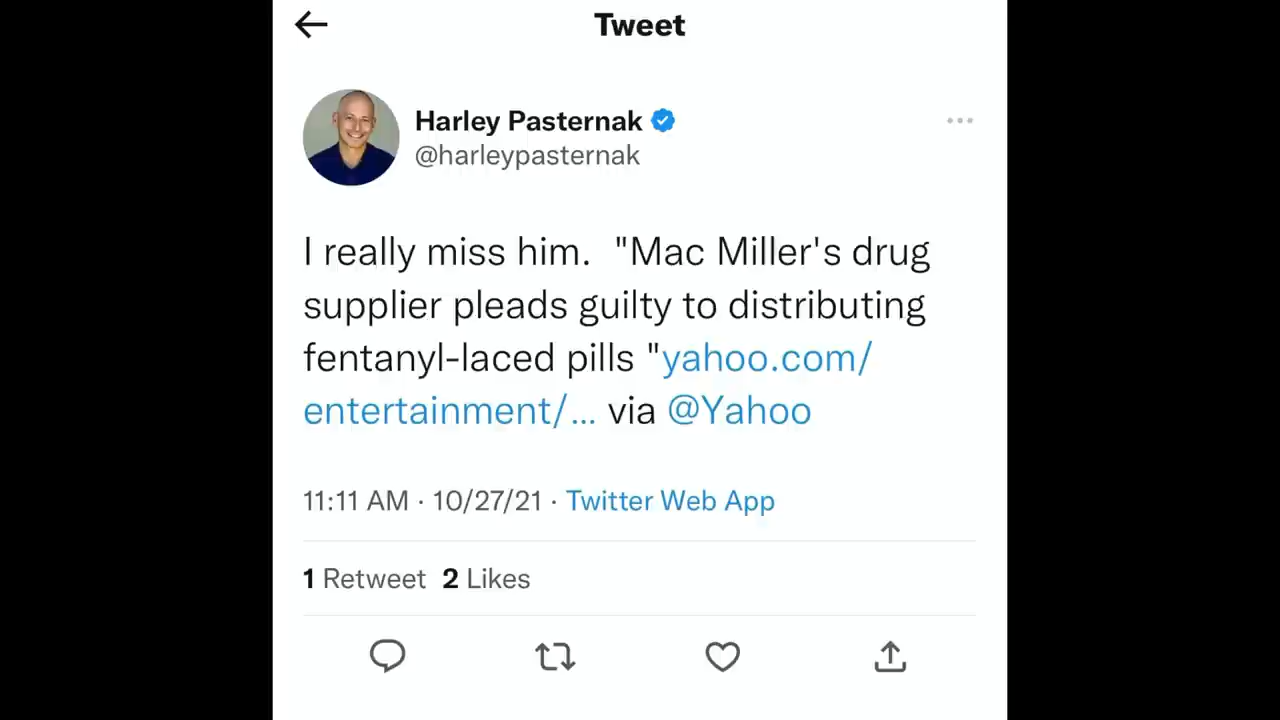 Tweet
Harley Pasternak
@harleypasternak
I really miss him.  "Mac Miller's drug
supplier pleads guilty to distributing
fentanyl-laced pills "yahoo.com/
entertainment/... via @Yahoo
11:11 AM · 10/27/21 · Twitter Web App
1 Retweet  2 Likes